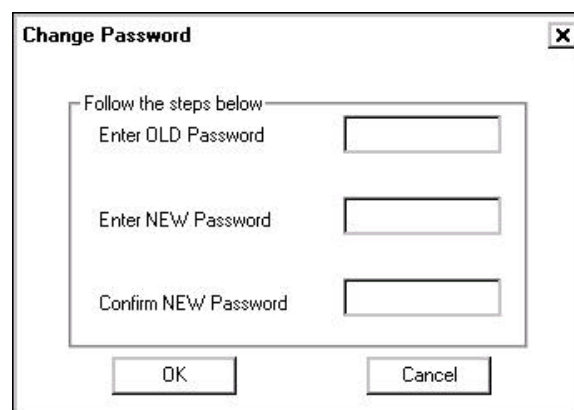 Change Password
Follow the steps below
Enter OLD Password
Enter NEW Password
Confirm NEW Password
OK Cancel